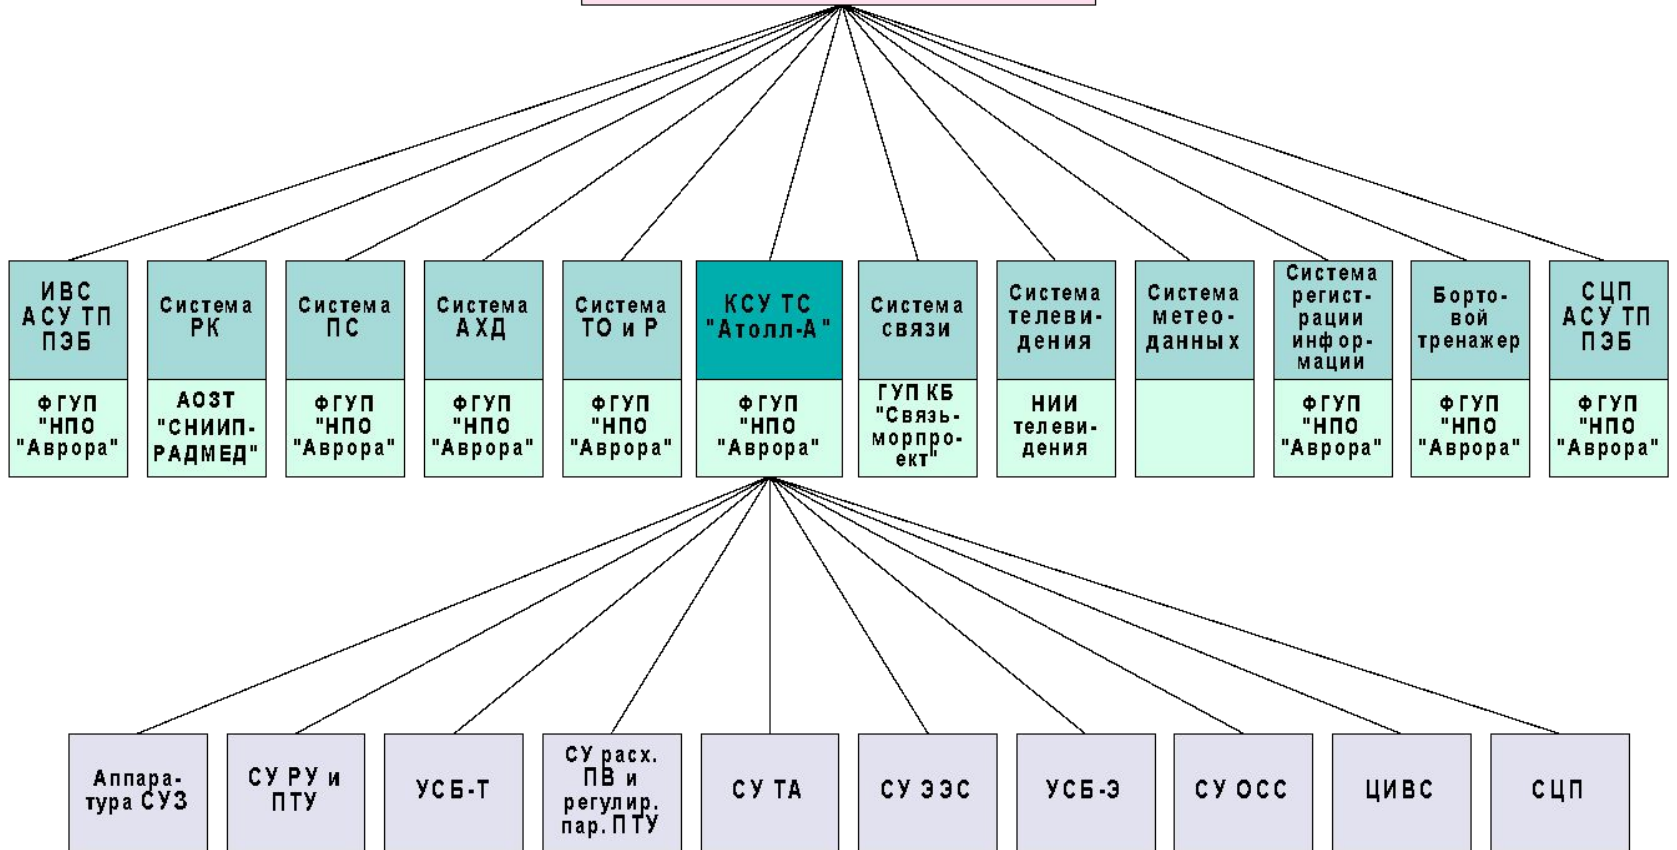 ИВС
АСУ ТП
ПЭБ
Система
РК
Система
ПС
Система
АХД
Система
ТО и Р
КСУ ТС
"Атолл-А"
Система
связи
Система
телеви-
дения
Система
метео-
данных
Система
регист-
рации
инфор-
мации
Борто-
вой
тренажер
СЦП
АСУ ТП
ПЭБ
ФГУП
"НПО
"Аврора"
АОЗТ
"СНИИП-
РАДМЕД"
ФГУП
"НПО
"Аврора"
ФГУП
"НПО
"Аврора"
ФГУП
"НПО
"Аврора"
ФГУП
"НПО
"Аврора"
ГУП КБ
"Связь-
морпро-
ект"
НИИ
телеви-
дения
ФГУП
"НПО
"Аврора"
ФГУП
"НПО
"Аврора"
ФГУП
"НПО
"Аврора"
Аппара-
тура СУЗ
СУ РУ и
ПТУ
УСБ-Т
СУ расх.
ПВ и
регулир.
пар. ПТУ
СУ ТА
СУ ЭЭС
УСБ-Э
СУ ОСС
ЦИВС
СЦП